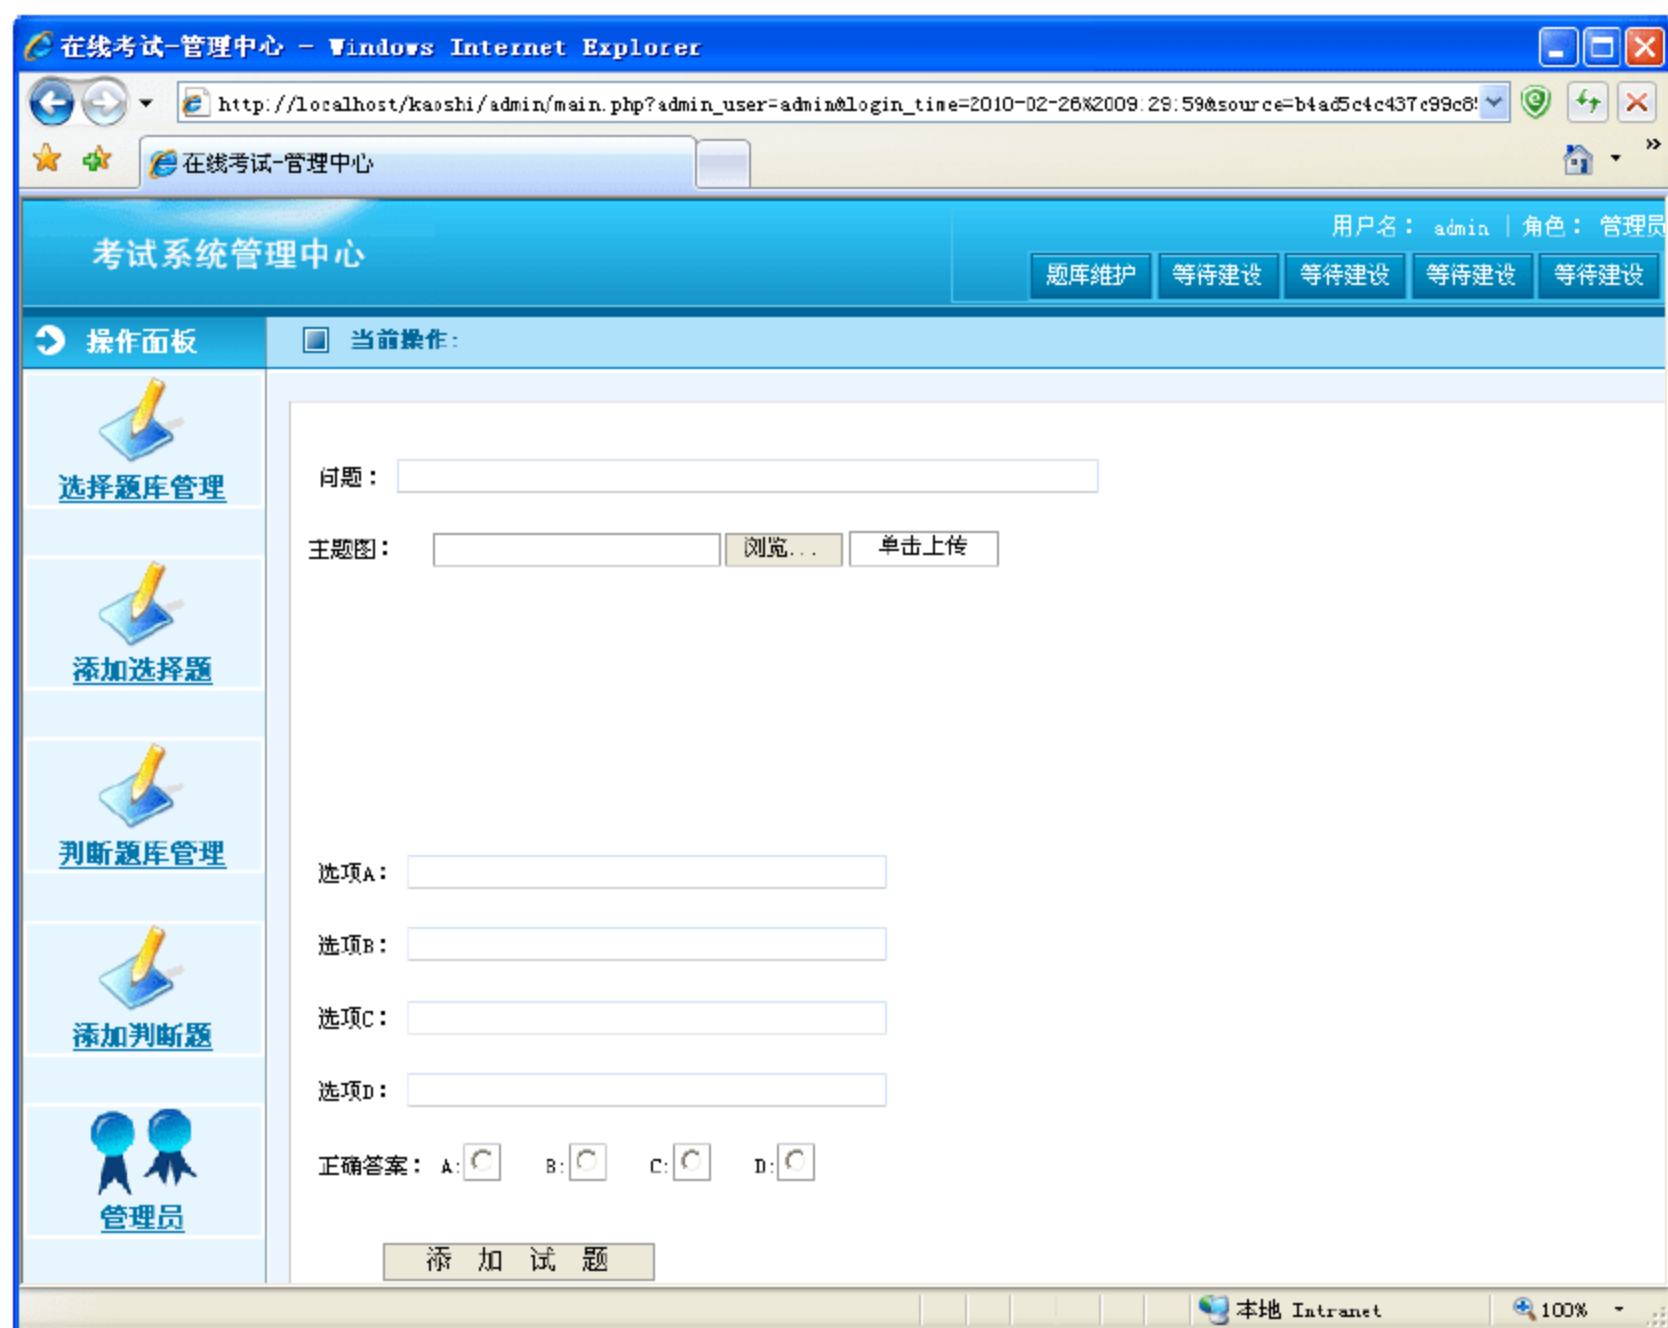 在线考试-管理中心 - Windows Internet Explorer
http://localhost/kaoshi/admin/main.php?admin_user=admin&login_time=2010-02-26%2009:29:59&source=b4ad5c4c437c99c8
在线考试-管理中心
用户名: admin | 角色: 管理员
考试系统管理中心
题库维护 等待建设 等待建设 等待建设 等待建设
操作面板
当前操作:
选择题库管理
添加选择题
判断题库管理
添加判断题
管理员
问题:
主题图: 浏览... 单击上传
选项A:
选项B:
选项C:
选项D:
正确答案: A: B: C: D:
添 加 试 题
本地 Intranet 100%